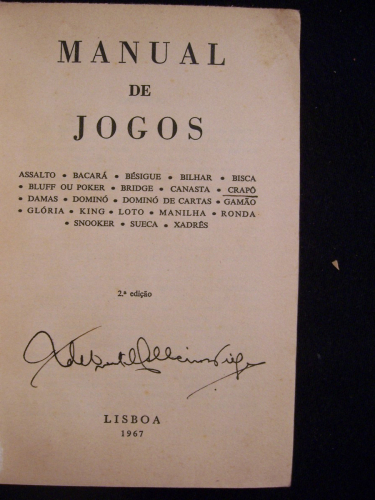 MANUAL
DE
JOGOS
ASSALTO • BACARÁ • BÉSIGUE • BILHAR • BISCA
• BLUFF OU POKER • BRIDGE • CANASTA • CRAPÔ
• DAMAS • DOMINÓ • DOMINÓ DE CARTAS • GAMÃO
• GLÓRIA • KING • LOTO • MANILHA • RONDA
• SNOOKER • SUECA • XADRÊS
2.ª edição
LISBOA
1967